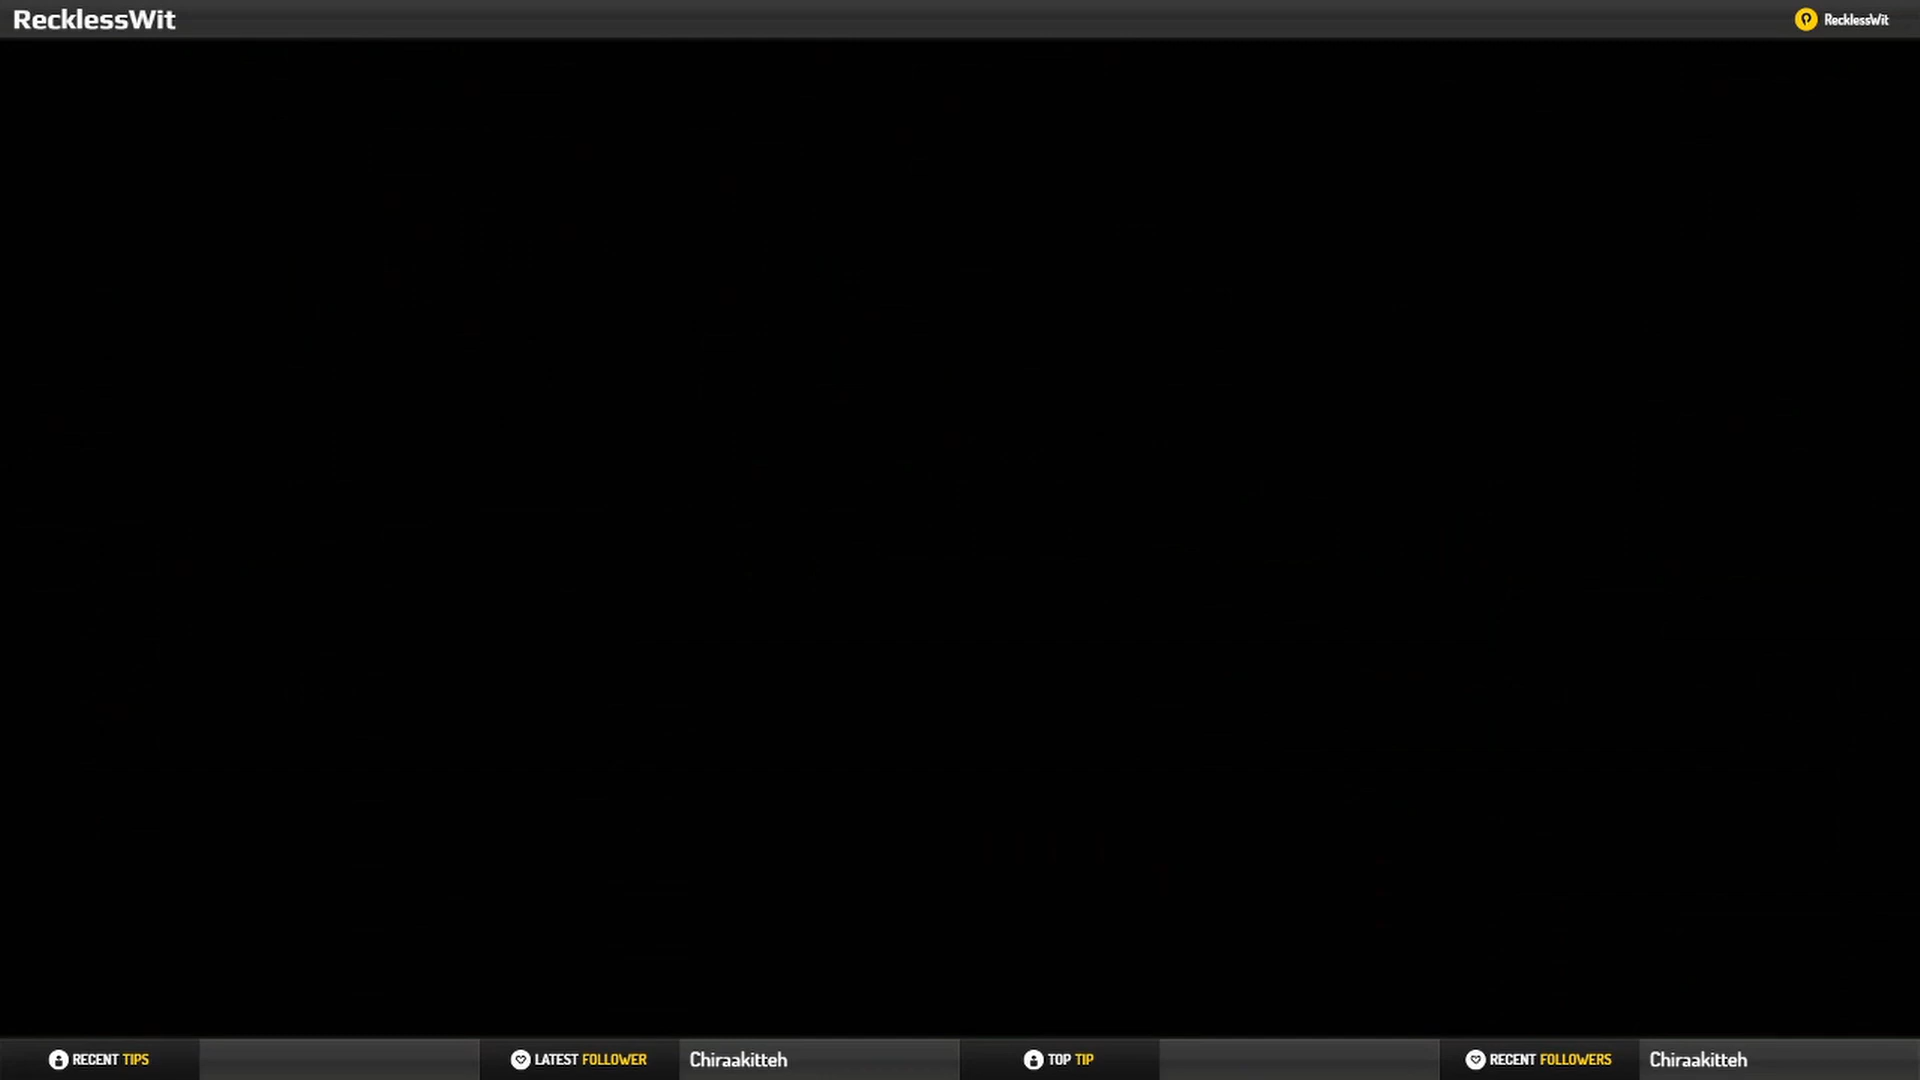 RecklessWit
RecklessWit
RECENT TIPS
LATEST FOLLOWER
Chiraakitteh
TOP TIP
RECENT FOLLOWERS
Chiraakitteh